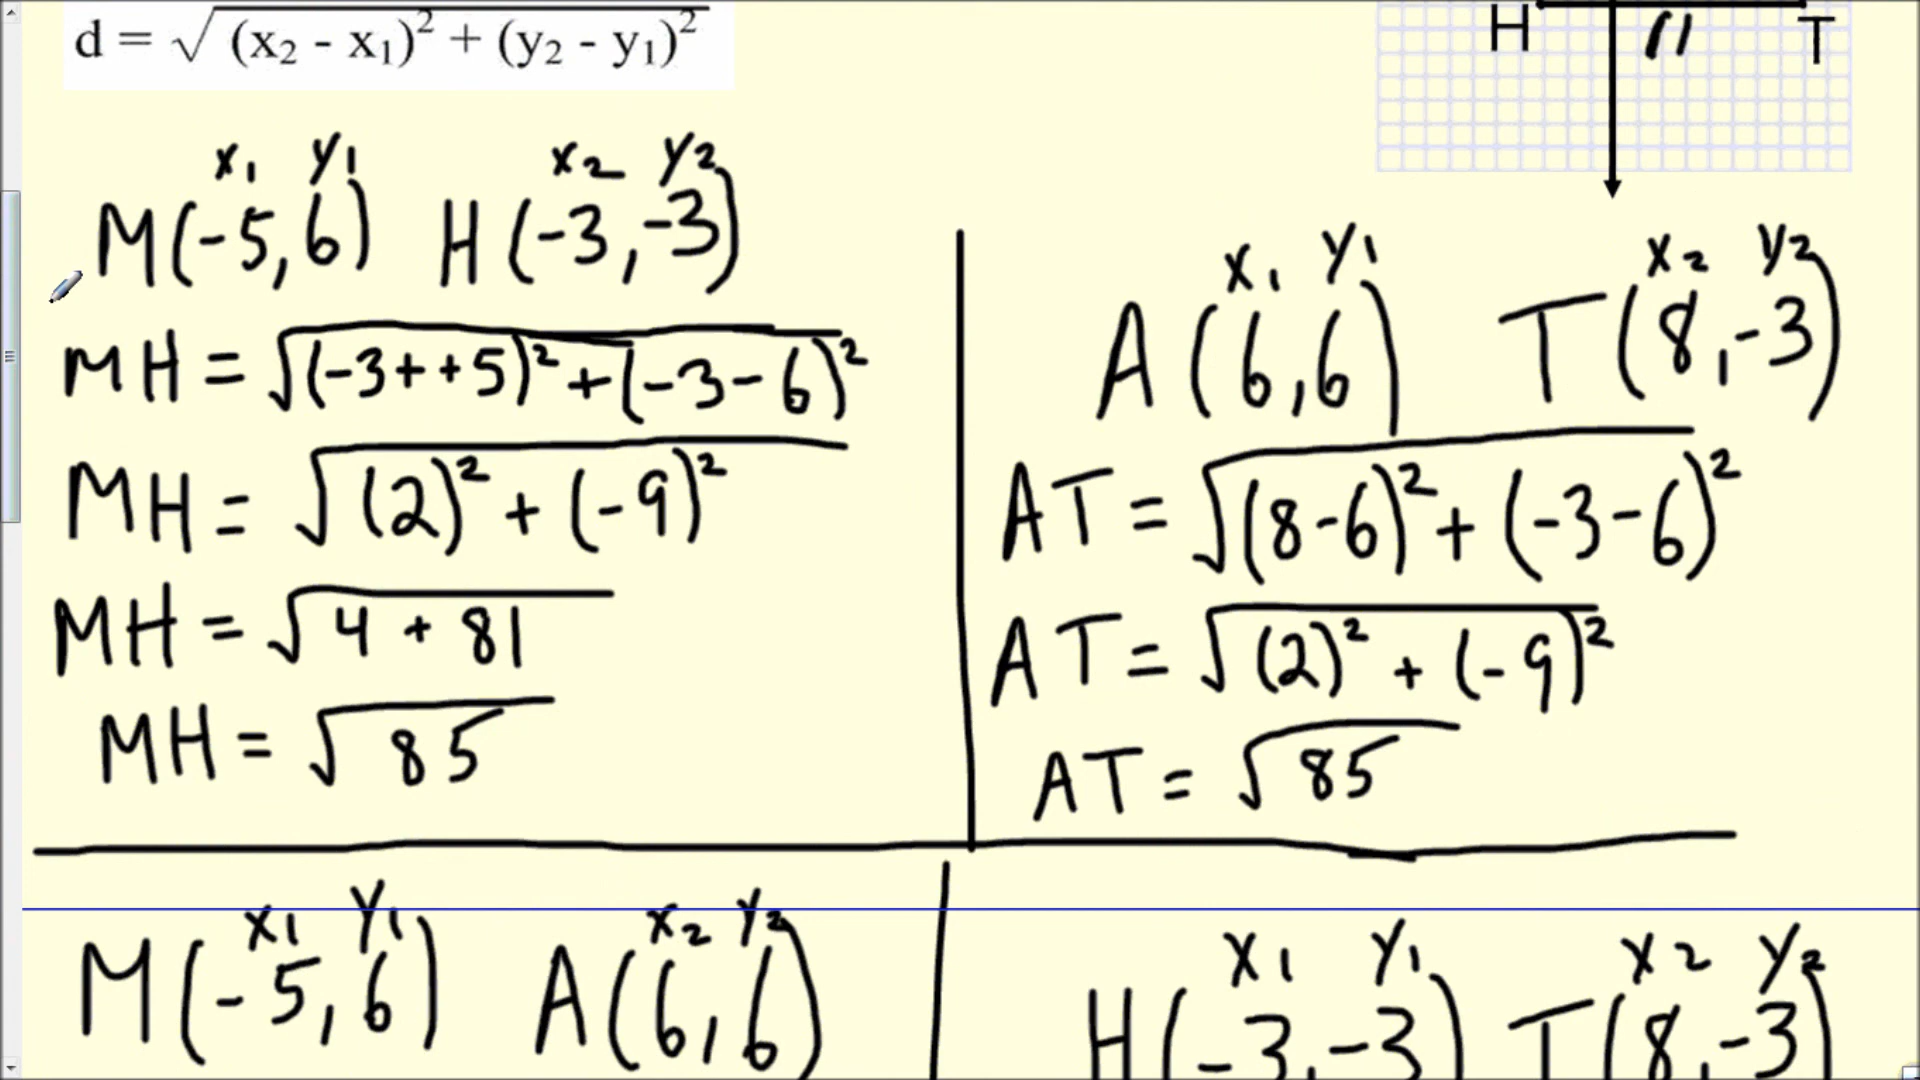 d = √(x₂ - x₁)² + (y₂ - y₁)²
H 11 T
x₁ y₁ x₂ y₂
M(-5,6) H(-3,-3)
MH = √(-3++5)² + (-3-6)²
MH = √(2)² + (-9)²
MH = √4 + 81
MH = √85
x₁ y₁ x₂ y₂
A(6,6) T(8,-3)
AT = √(8-6)² + (-3-6)²
AT = √(2)² + (-9)²
AT = √85
x₁ y₁ x₂ y₂
M(-5,6) A(6,6)
x₁ y₁ x₂ y₂
H(-3,-3) T(8,-3)